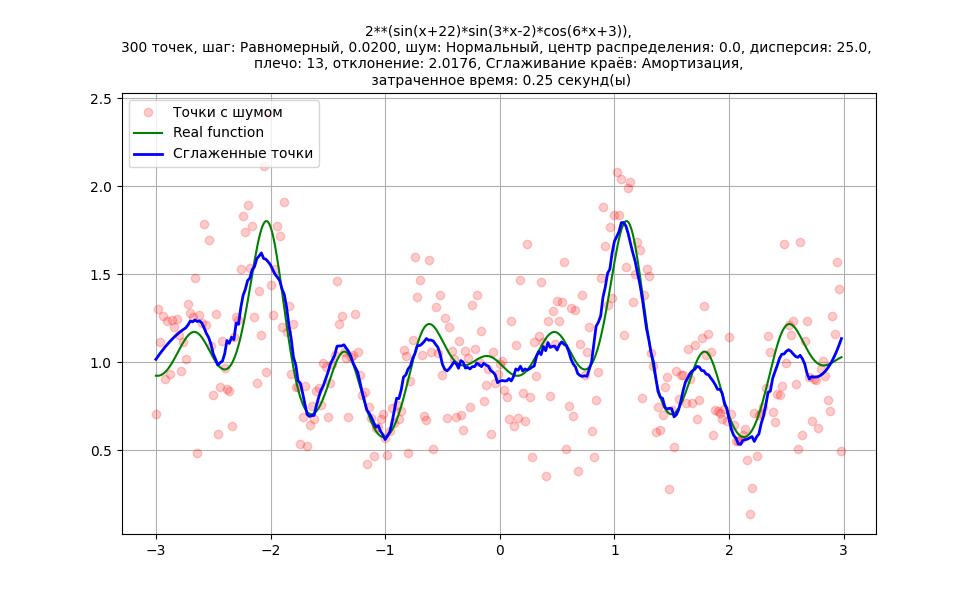 2**(sin(x+22)*sin(3*x-2)*cos(6*x+3)),
300 точек, шаг: Равномерный, 0.0200, шум: Нормальный, центр распределения: 0.0, дисперсия: 25.0,
плечо: 13, отклонение: 2.0176, Сглаживание краёв: Амортизация,
затраченное время: 0.25 секунд(ы)
2.5
Точки с шумом
Real function
Сглаженные точки
2.0
1.5
1.0
0.5
−3 −2 −1 0 1 2 3